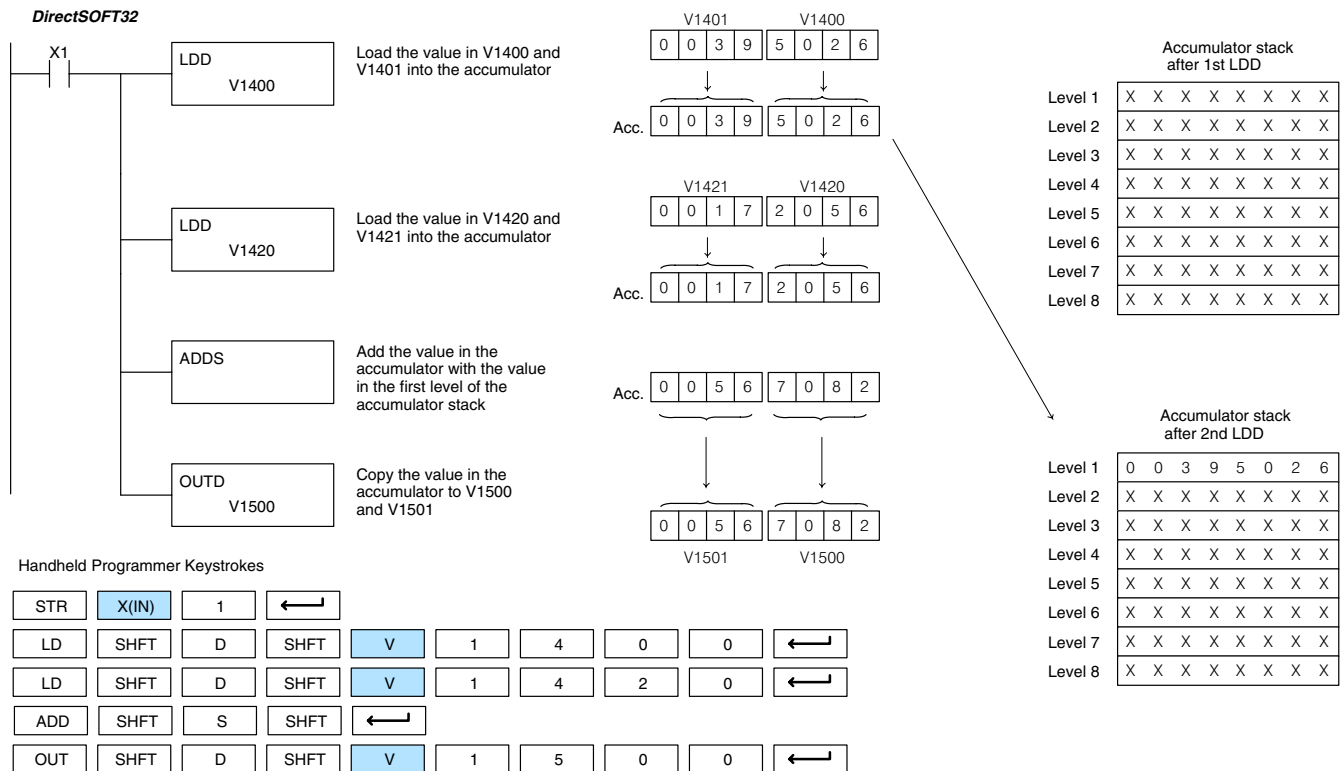 DirectSOFT32
X1
LDD
V1400
Load the value in V1400 and
V1401 into the accumulator
LDD
V1420
Load the value in V1420 and
V1421 into the accumulator
ADDS
Add the value in the
accumulator with the value
in the first level of the
accumulator stack
OUTD
V1500
Copy the value in the
accumulator to V1500
and V1501
V1401 V1400
0 0 3 9 5 0 2 6
Acc. 0 0 3 9 5 0 2 6
V1421 V1420
0 0 1 7 2 0 5 6
Acc. 0 0 1 7 2 0 5 6
Acc. 0 0 5 6 7 0 8 2
0 0 5 6 7 0 8 2
V1501 V1500
Accumulator stack
after 1st LDD
Level 1 X X X X X X X X
Level 2 X X X X X X X X
Level 3 X X X X X X X X
Level 4 X X X X X X X X
Level 5 X X X X X X X X
Level 6 X X X X X X X X
Level 7 X X X X X X X X
Level 8 X X X X X X X X
Accumulator stack
after 2nd LDD
Level 1 0 0 3 9 5 0 2 6
Level 2 X X X X X X X X
Level 3 X X X X X X X X
Level 4 X X X X X X X X
Level 5 X X X X X X X X
Level 6 X X X X X X X X
Level 7 X X X X X X X X
Level 8 X X X X X X X X
Handheld Programmer Keystrokes
STR X(IN) 1
LD SHFT D SHFT V 1 4 0 0
LD SHFT D SHFT V 1 4 2 0
ADD SHFT S SHFT
OUT SHFT D SHFT V 1 5 0 0